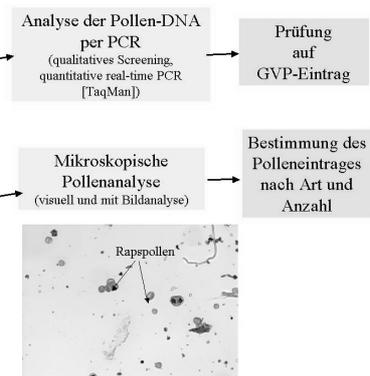 Analyse der Pollen-DNA
per PCR
(qualitatives Screening,
quantitative real-time PCR
[TaqMan])
Prüfung
auf
GVP-Eintrag
Mikroskopische
Pollenanalyse
(visuell und mit Bildanalyse)
Bestimmung des
Polleneintrages
nach Art und
Anzahl
Rapspollen